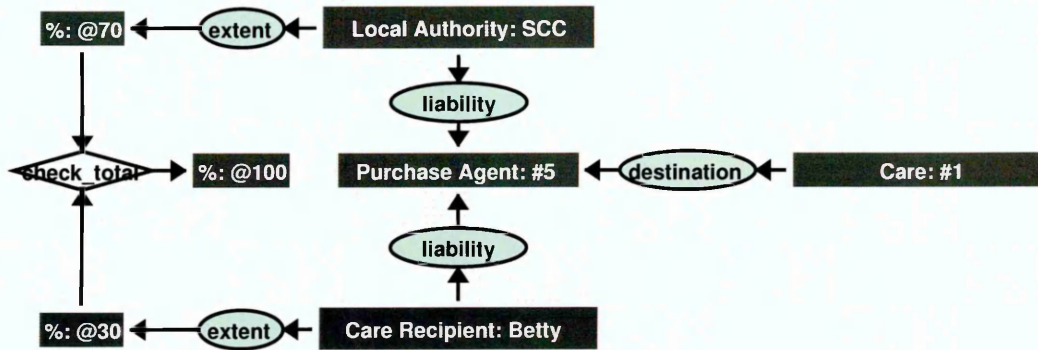 %: @70 extent Local Authority: SCC
liability
check_total %: @100 Purchase Agent: #5 destination Care: #1
liability
%: @30 extent Care Recipient: Betty